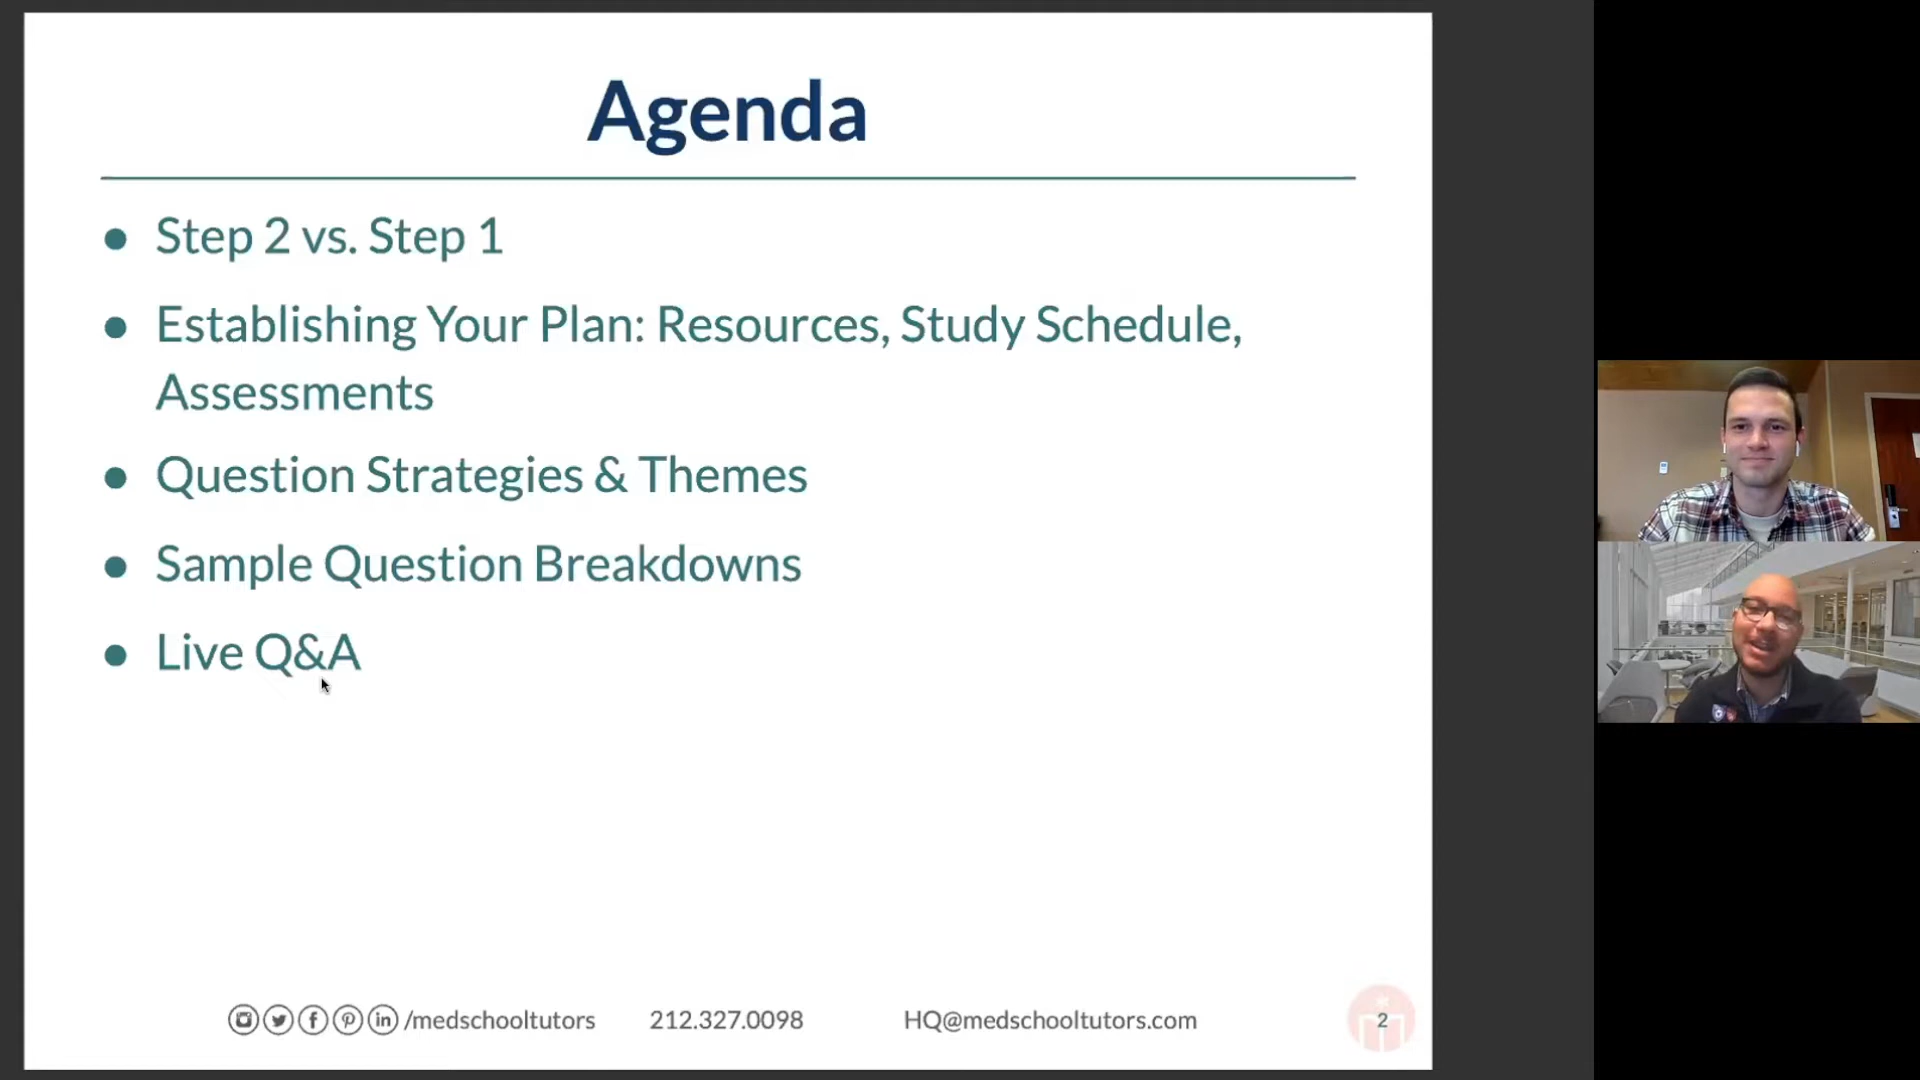 Agenda
● Step 2 vs. Step 1
● Establishing Your Plan: Resources, Study Schedule,
Assessments
● Question Strategies & Themes
● Sample Question Breakdowns
● Live Q&A
/medschooltutors 212.327.0098 HQ@medschooltutors.com 2